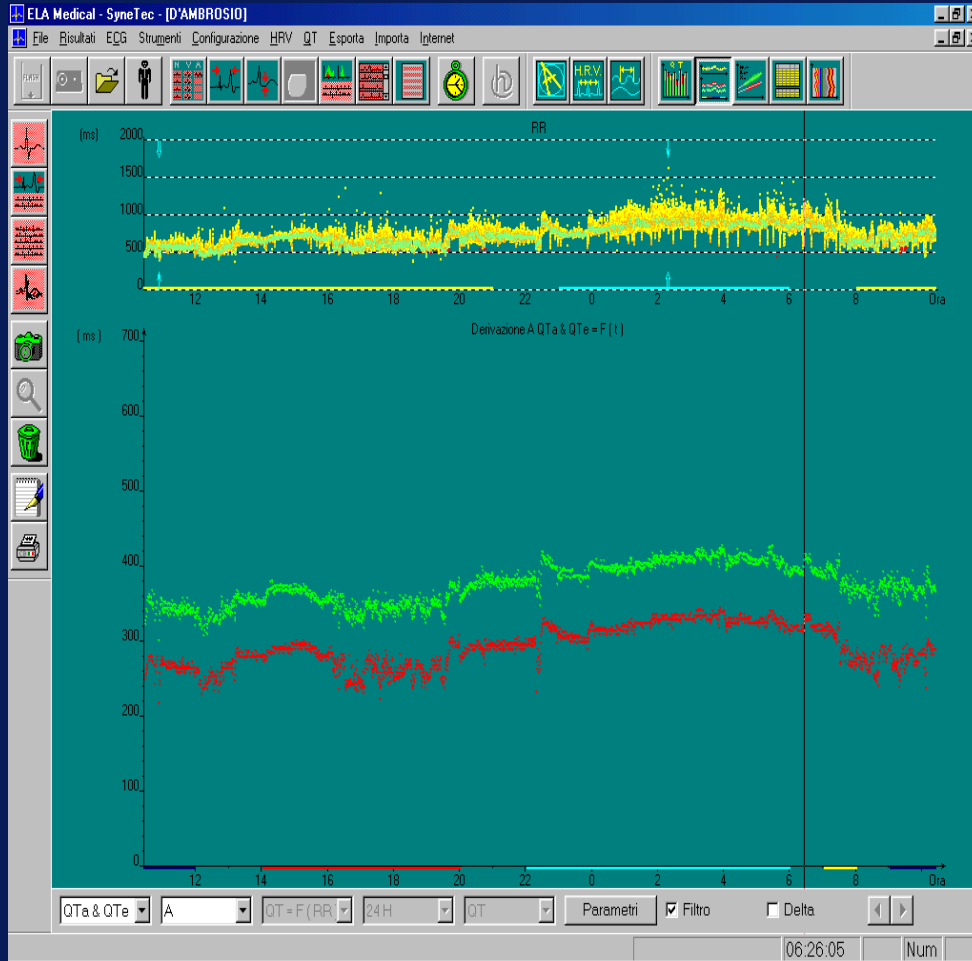 ELA Medical - SyneTec - [D'AMBROSIO]
File Risultati ECG Strumenti Configurazione HRV QT Esporta Importa Internet
N V A
H.R.V.
Q T
RR
(ms)
2000
1500
1000
500
0
12 14 16 18 20 22 0 2 4 6 8 Ora
Derivazione A QTa & QTe = F ( t )
( ms )
700
600
500
400
300
200
100
0
12 14 16 18 20 22 0 2 4 6 8 Ora
QTa & QTe A QT = F ( RR 24 H QT Parametri Filtro Delta
06:26:05 Num